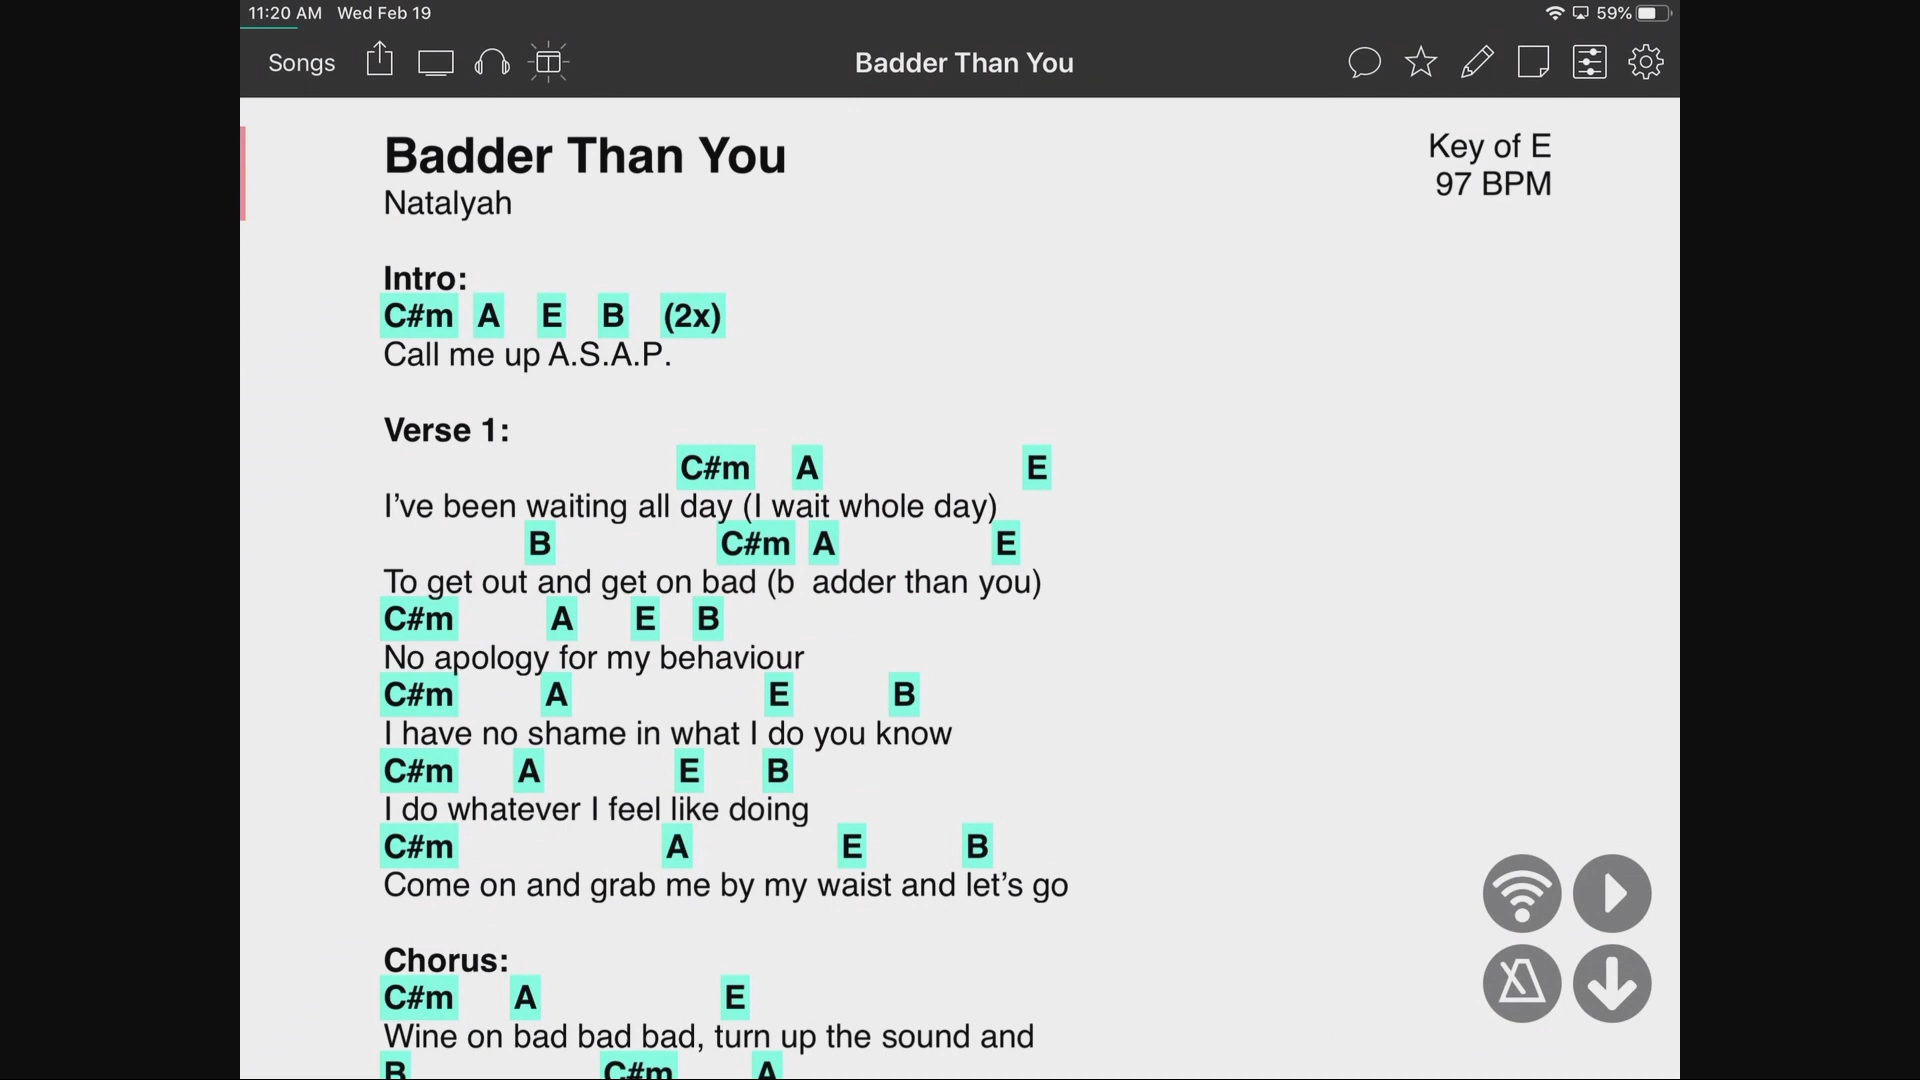 11:20 AM Wed Feb 19 59%
Songs Badder Than You
Badder Than You
Key of E
Natalyah
97 BPM
Intro:
C#m A E B (2x)
Call me up A.S.A.P.
Verse 1:
C#m A E
I’ve been waiting all day (I wait whole day)
B C#m A E
To get out and get on bad (b adder than you)
C#m A E B
No apology for my behaviour
C#m A E B
I have no shame in what I do you know
C#m A E B
I do whatever I feel like doing
C#m A E B
Come on and grab me by my waist and let’s go
Chorus:
C#m A E
Wine on bad bad bad, turn up the sound and
B C#m A